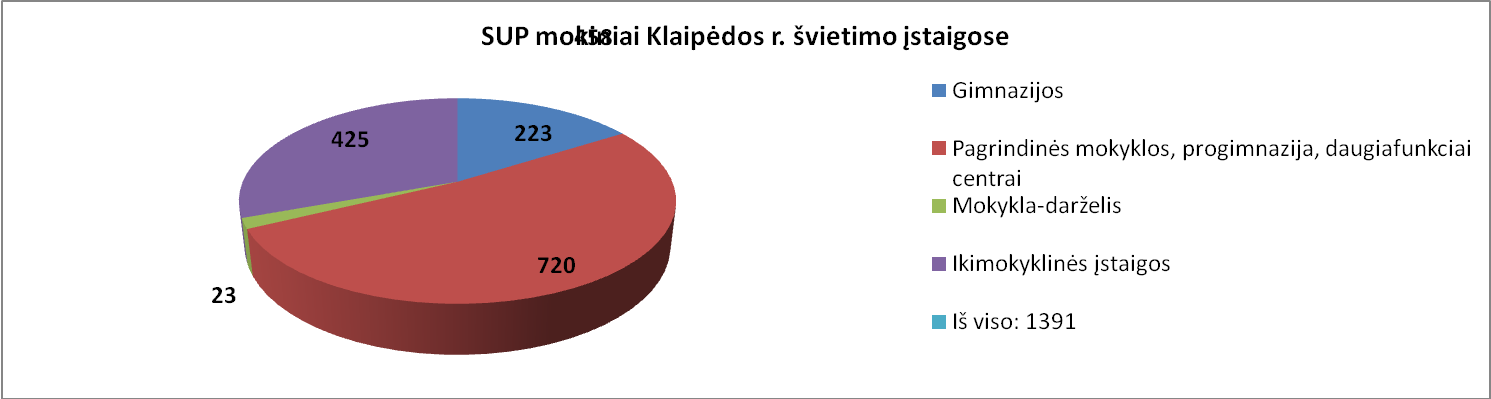 SUP mokiniai Klaipėdos r. švietimo įstaigose
458
223
425
720
23
Gimnazijos
Pagrindinės mokyklos, progimnazija, daugiafunkciai
centrai
Mokykla-darželis
Ikimokyklinės įstaigos
Iš viso: 1391